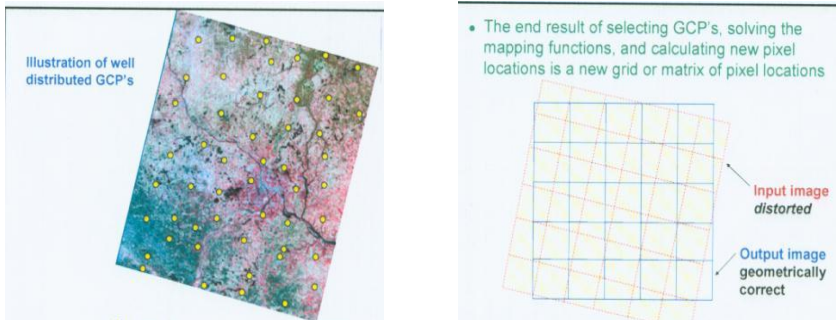 Illustration of well
distributed GCP's
• The end result of selecting GCP's, solving the
mapping functions, and calculating new pixel
locations is a new grid or matrix of pixel locations
Input image
distorted
Output image
geometrically
correct